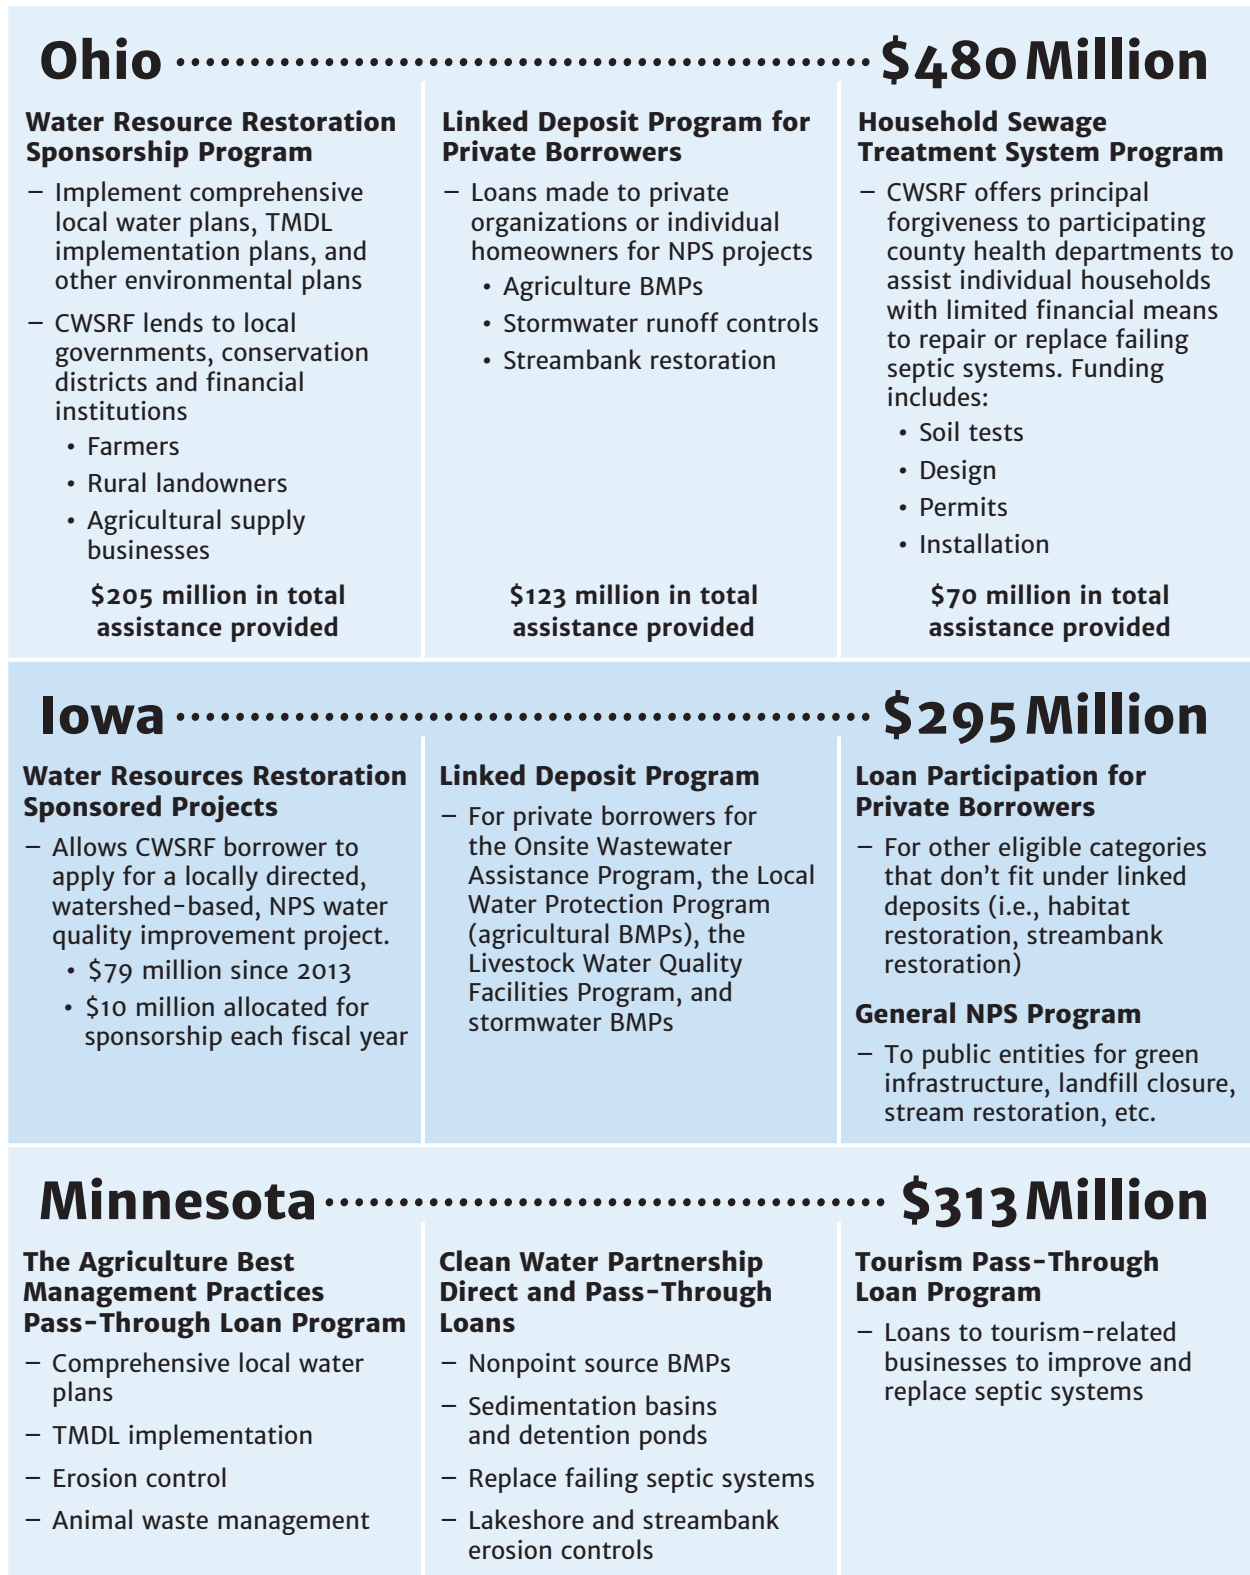 Ohio $480 Million
Water Resource Restoration
Sponsorship Program
– Implement comprehensive
local water plans, TMDL
implementation plans, and
other environmental plans
– CWSRF lends to local
governments, conservation
districts and financial
institutions
• Farmers
• Rural landowners
• Agricultural supply
businesses
$205 million in total
assistance provided
Linked Deposit Program for
Private Borrowers
– Loans made to private
organizations or individual
homeowners for NPS projects
• Agriculture BMPs
• Stormwater runoff controls
• Streambank restoration
$123 million in total
assistance provided
Household Sewage
Treatment System Program
– CWSRF offers principal
forgiveness to participating
county health departments to
assist individual households
with limited financial means
to repair or replace failing
septic systems. Funding
includes:
• Soil tests
• Design
• Permits
• Installation
$70 million in total
assistance provided
Iowa $295 Million
Water Resources Restoration
Sponsored Projects
– Allows CWSRF borrower to
apply for a locally directed,
watershed-based, NPS water
quality improvement project.
• $79 million since 2013
• $10 million allocated for
sponsorship each fiscal year
Linked Deposit Program
– For private borrowers for
the Onsite Wastewater
Assistance Program, the Local
Water Protection Program
(agricultural BMPs), the
Livestock Water Quality
Facilities Program, and
stormwater BMPs
Loan Participation for
Private Borrowers
– For other eligible categories
that don't fit under linked
deposits (i.e., habitat
restoration, streambank
restoration)
General NPS Program
– To public entities for green
infrastructure, landfill closure,
stream restoration, etc.
Minnesota $313 Million
The Agriculture Best
Management Practices
Pass-Through Loan Program
– Comprehensive local water
plans
– TMDL implementation
– Erosion control
– Animal waste management
Clean Water Partnership
Direct and Pass-Through
Loans
– Nonpoint source BMPs
– Sedimentation basins
and detention ponds
– Replace failing septic systems
– Lakeshore and streambank
erosion controls
Tourism Pass-Through
Loan Program
– Loans to tourism-related
businesses to improve and
replace septic systems